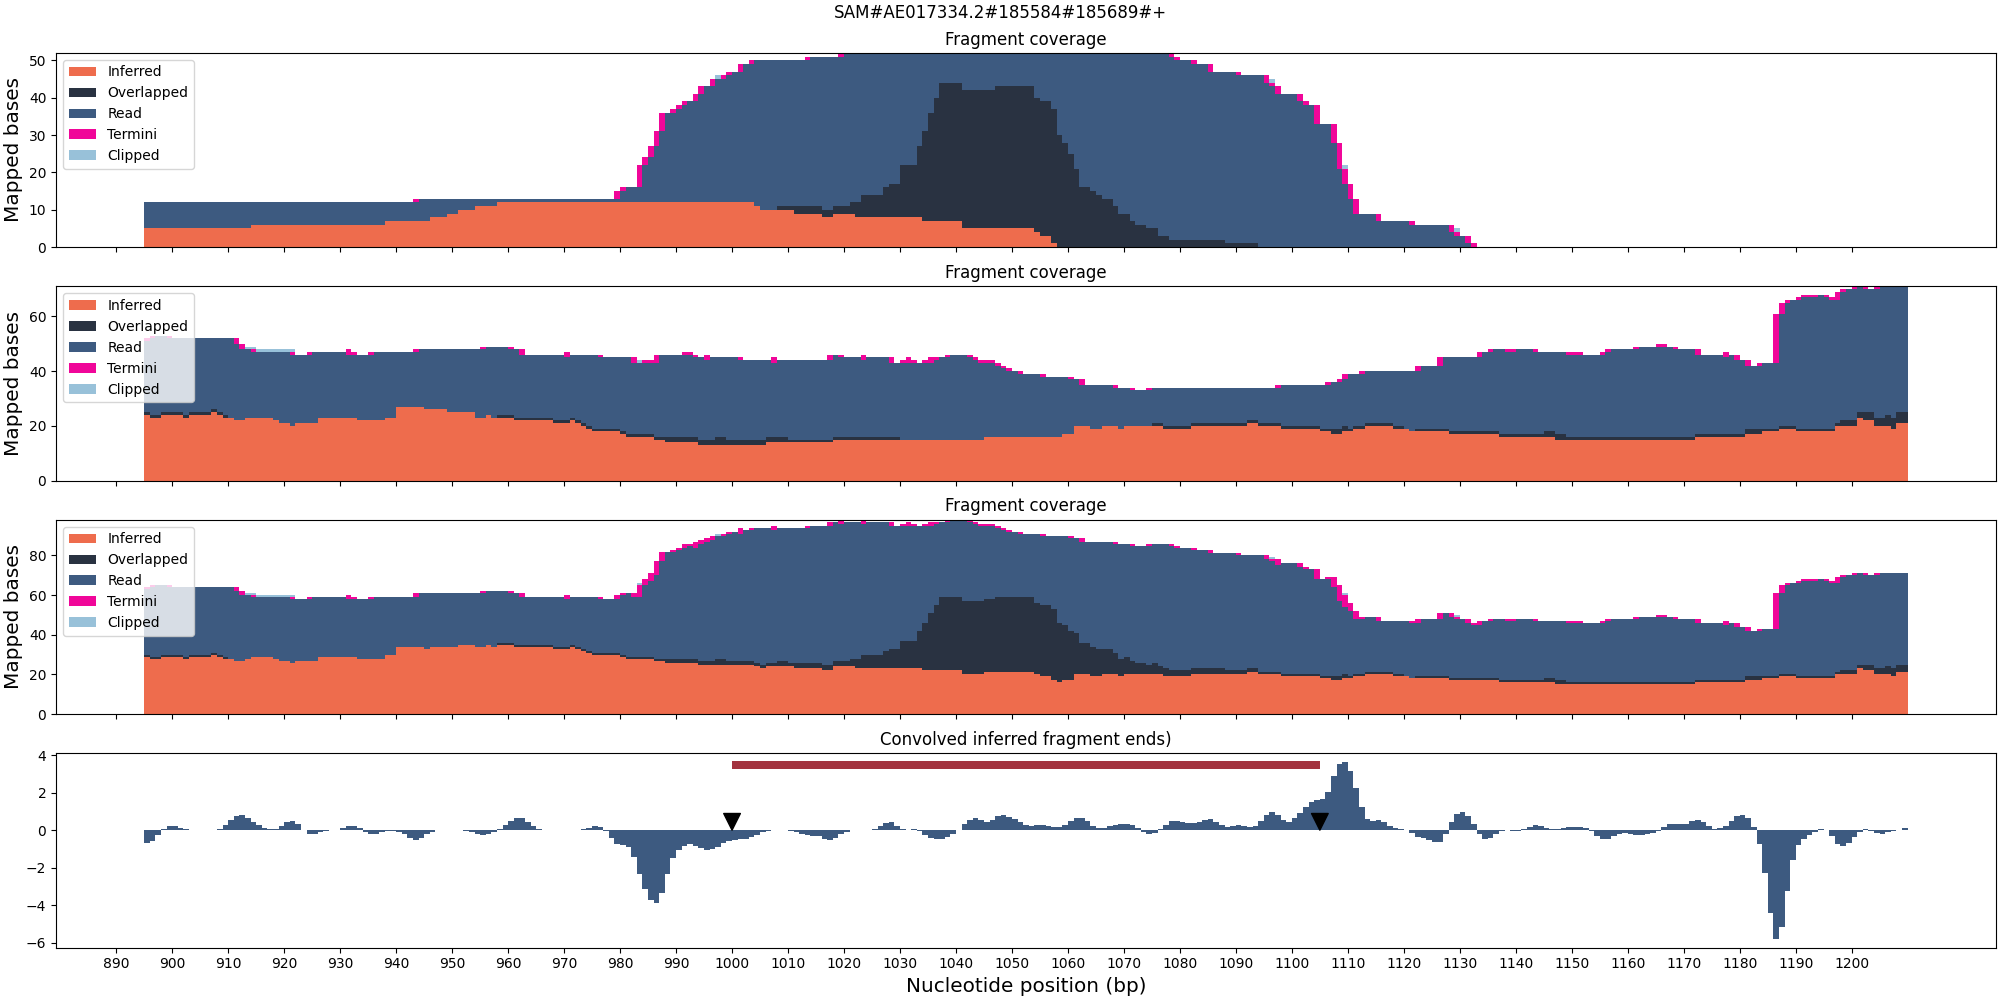 SAM#AE017334.2#185584#185689#+
Fragment coverage
Mapped bases
50
40
30
20
10
0
Inferred
Overlapped
Read
Termini
Clipped
Fragment coverage
Mapped bases
60
40
20
0
Inferred
Overlapped
Read
Termini
Clipped
Fragment coverage
Mapped bases
80
60
40
20
0
Inferred
Overlapped
Read
Termini
Clipped
Convolved inferred fragment ends)
4
2
0
−2
−4
−6
890 900 910 920 930 940 950 960 970 980 990 1000 1010 1020 1030 1040 1050 1060 1070 1080 1090 1100 1110 1120 1130 1140 1150 1160 1170 1180 1190 1200
Nucleotide position (bp)